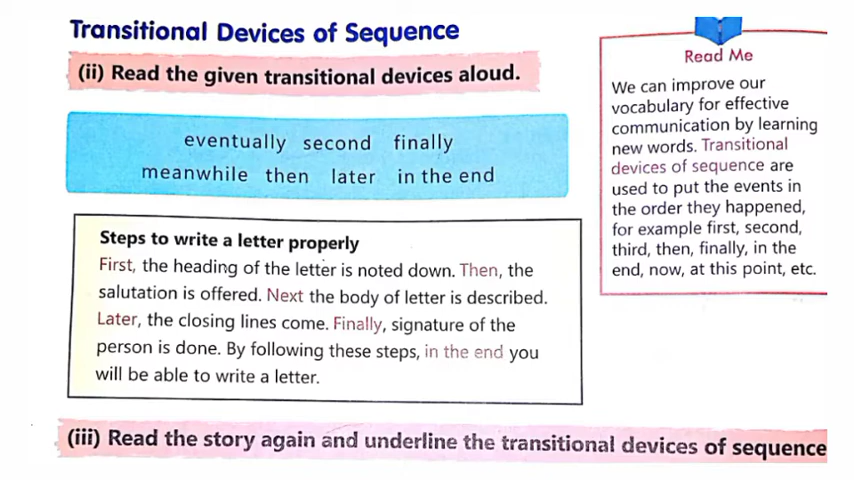 Transitional Devices of Sequence
(ii) Read the given transitional devices aloud.
eventually second finally
meanwhile then later in the end
Steps to write a letter properly
First, the heading of the letter is noted down. Then, the
salutation is offered. Next the body of letter is described.
Later, the closing lines come. Finally, signature of the
person is done. By following these steps, in the end you
will be able to write a letter.
Read Me
We can improve our
vocabulary for effective
communication by learning
new words. Transitional
devices of sequence are
used to put the events in
the order they happened,
for example first, second,
third, then, finally, in the
end, now, at this point, etc.
(iii) Read the story again and underline the transitional devices of sequence